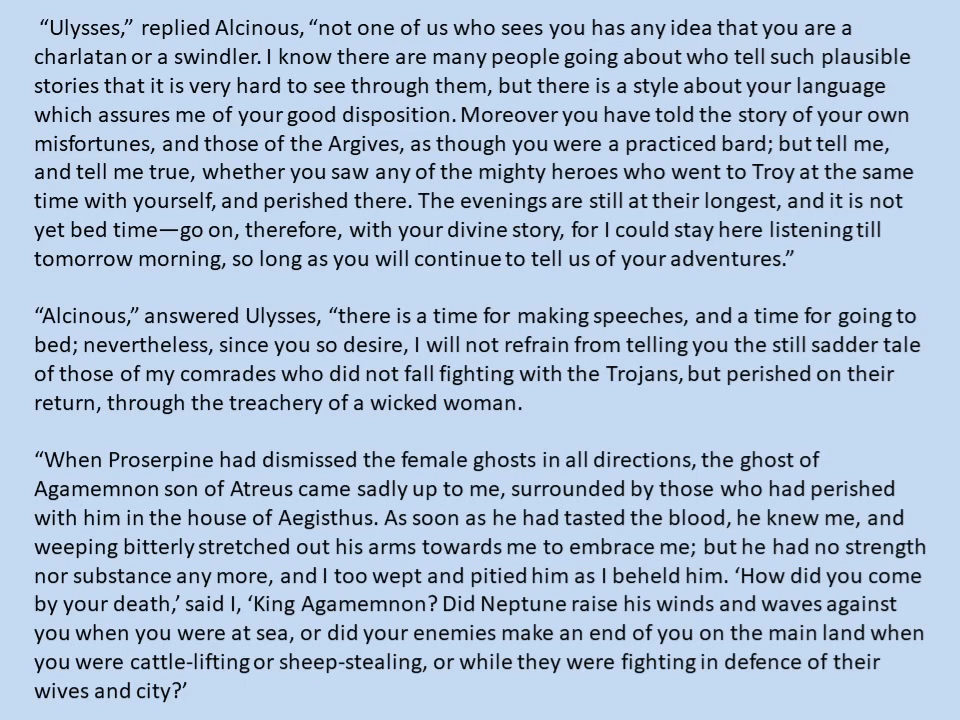 “Ulysses,” replied Alcinous, “not one of us who sees you has any idea that you are a
charlatan or a swindler. I know there are many people going about who tell such plausible
stories that it is very hard to see through them, but there is a style about your language
which assures me of your good disposition. Moreover you have told the story of your own
misfortunes, and those of the Argives, as though you were a practiced bard; but tell me,
and tell me true, whether you saw any of the mighty heroes who went to Troy at the same
time with yourself, and perished there. The evenings are still at their longest, and it is not
yet bed time—go on, therefore, with your divine story, for I could stay here listening till
tomorrow morning, so long as you will continue to tell us of your adventures.”
“Alcinous,” answered Ulysses, “there is a time for making speeches, and a time for going to
bed; nevertheless, since you so desire, I will not refrain from telling you the still sadder tale
of those of my comrades who did not fall fighting with the Trojans, but perished on their
return, through the treachery of a wicked woman.
“When Proserpine had dismissed the female ghosts in all directions, the ghost of
Agamemnon son of Atreus came sadly up to me, surrounded by those who had perished
with him in the house of Aegisthus. As soon as he had tasted the blood, he knew me, and
weeping bitterly stretched out his arms towards me to embrace me; but he had no strength
nor substance any more, and I too wept and pitied him as I beheld him. ‘How did you come
by your death,’ said I, ‘King Agamemnon? Did Neptune raise his winds and waves against
you when you were at sea, or did your enemies make an end of you on the main land when
you were cattle-lifting or sheep-stealing, or while they were fighting in defence of their
wives and city?’